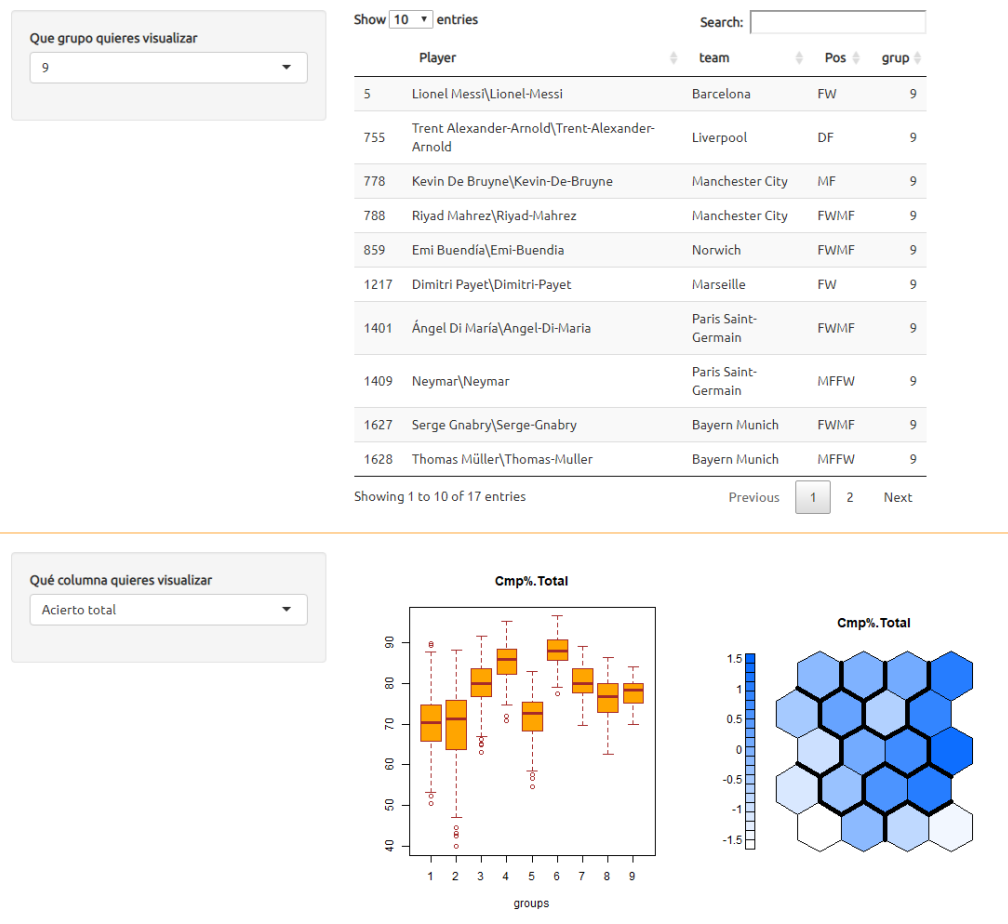 Que grupo quieres visualizar
9
Show 10 entries
Search:
Player team Pos grup
5 Lionel Messi\Lionel-Messi Barcelona FW 9
755 Trent Alexander-Arnold\Trent-Alexander-
Arnold Liverpool DF 9
778 Kevin De Bruyne\Kevin-De-Bruyne Manchester City MF 9
788 Riyad Mahrez\Riyad-Mahrez Manchester City FWMF 9
859 Emi Buendía\Emi-Buendia Norwich FWMF 9
1217 Dimitri Payet\Dimitri-Payet Marseille FW 9
1401 Ángel Di María\Angel-Di-Maria Paris Saint-
Germain FWMF 9
1409 Neymar\Neymar Paris Saint-
Germain MFFW 9
1627 Serge Gnabry\Serge-Gnabry Bayern Munich FWMF 9
1628 Thomas Müller\Thomas-Muller Bayern Munich MFFW 9
Showing 1 to 10 of 17 entries
Previous 1 2 Next
Qué columna quieres visualizar
Acierto total
Cmp%.Total
90
80
70
60
50
40
1 2 3 4 5 6 7 8 9
groups
Cmp%.Total
1.5
1
0.5
0
-0.5
-1
-1.5